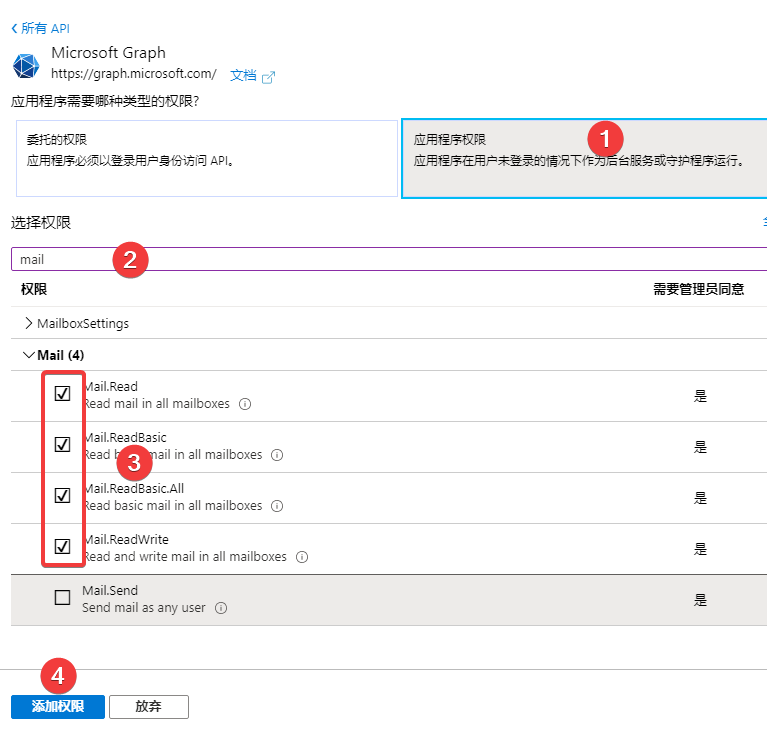 所有 API
Microsoft Graph
https://graph.microsoft.com/ 文档
应用程序需要哪种类型的权限?
委托的权限
应用程序必须以登录用户身份访问 API。
应用程序权限
1
应用程序在用户未登录的情况下作为后台服务或守护程序运行。
选择权限
mail
2
权限 需要管理员同意
MailboxSettings
Mail (4)
Mail.Read
Read mail in all mailboxes
是
Mail.ReadBasic
Read b mail in all mailboxes
是
3
Mail.ReadBasic.All
Read basic mail in all mailboxes
是
Mail.ReadWrite
Read and write mail in all mailboxes
是
Mail.Send
Send mail as any user
是
4
添加权限 放弃